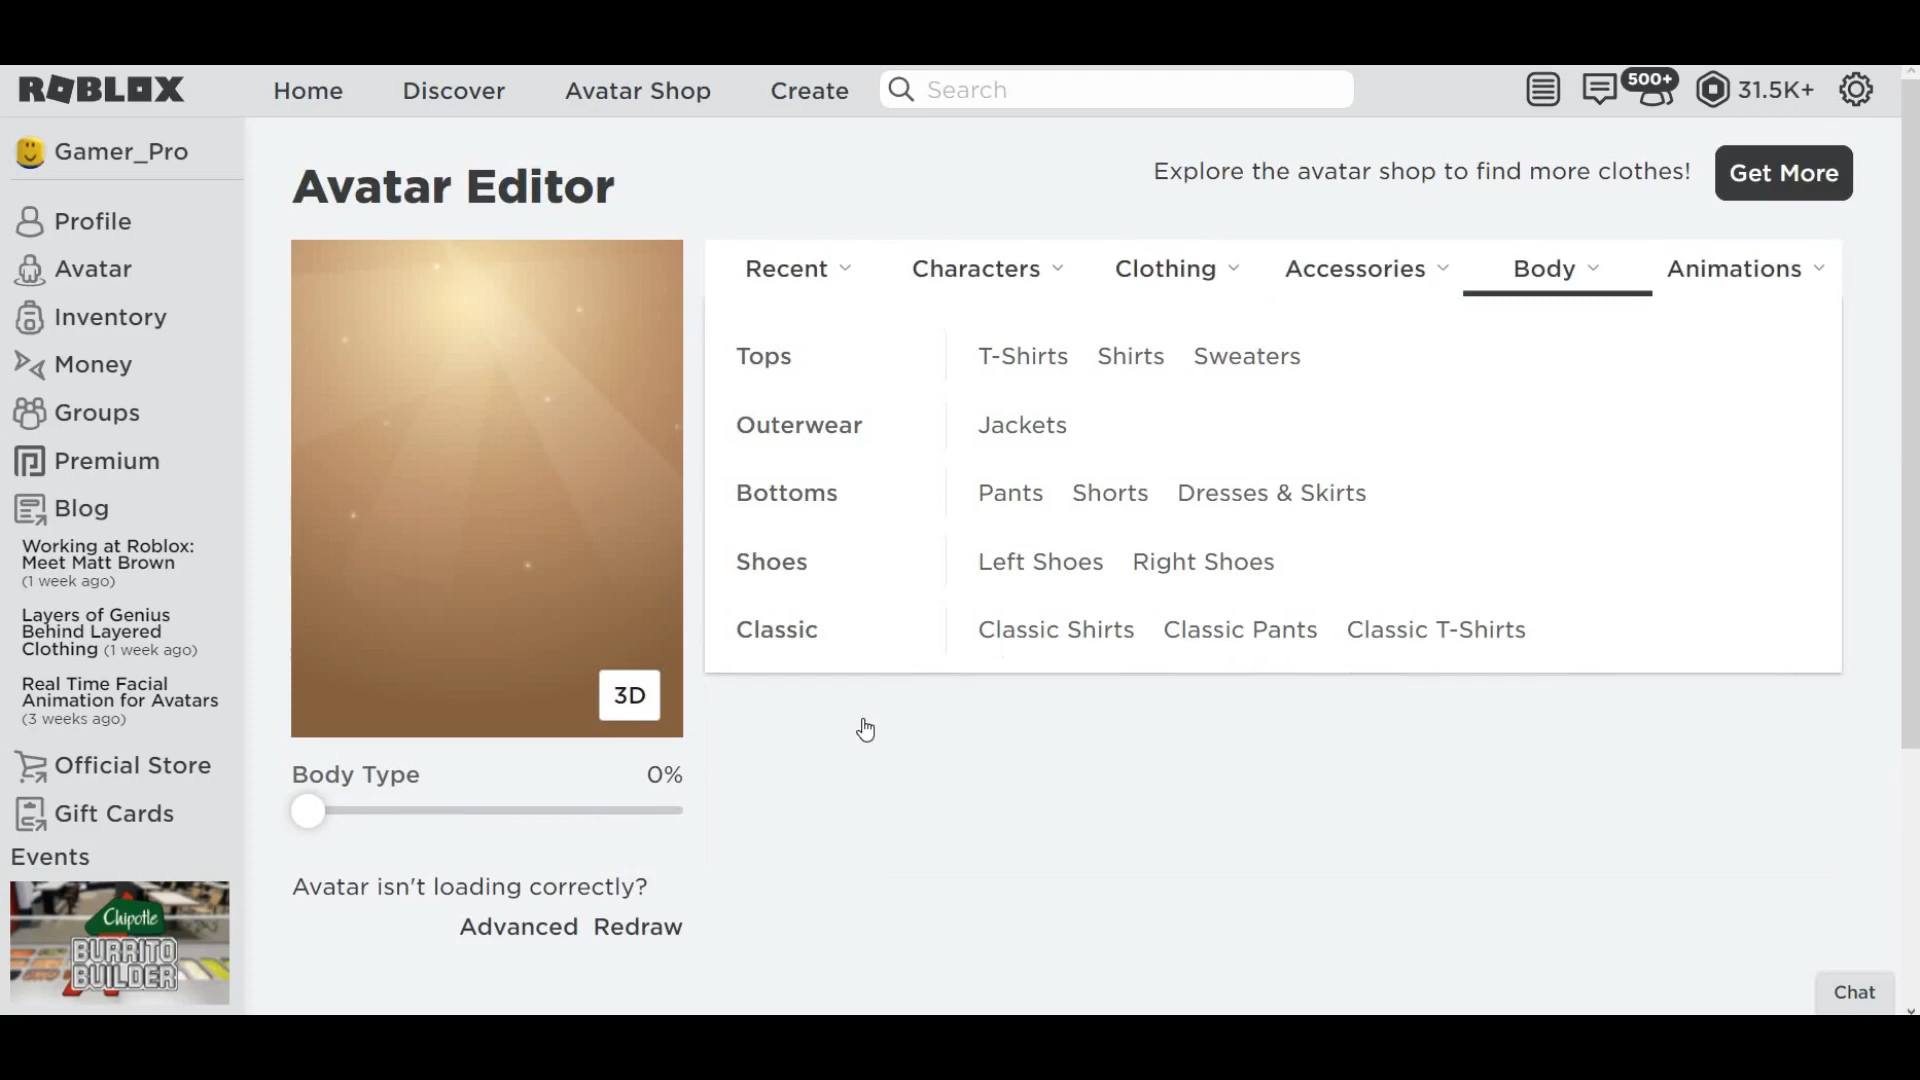 ROBLOX
Home Discover Avatar Shop Create Search 500+ 31.5K+
Gamer_Pro
Profile
Avatar
Inventory
Money
Groups
Premium
Blog
Working at Roblox:
Meet Matt Brown
(1 week ago)
Layers of Genius
Behind Layered
Clothing (1 week ago)
Real Time Facial
Animation for Avatars
(3 weeks ago)
Official Store
Gift Cards
Events
Chipotle
BURRITO
BUILDER
Avatar Editor
Explore the avatar shop to find more clothes! Get More
3D
Body Type 0%
Avatar isn't loading correctly?
Advanced Redraw
Recent Characters Clothing Accessories Body Animations
Tops T-Shirts Shirts Sweaters
Outerwear Jackets
Bottoms Pants Shorts Dresses & Skirts
Shoes Left Shoes Right Shoes
Classic Classic Shirts Classic Pants Classic T-Shirts
Chat